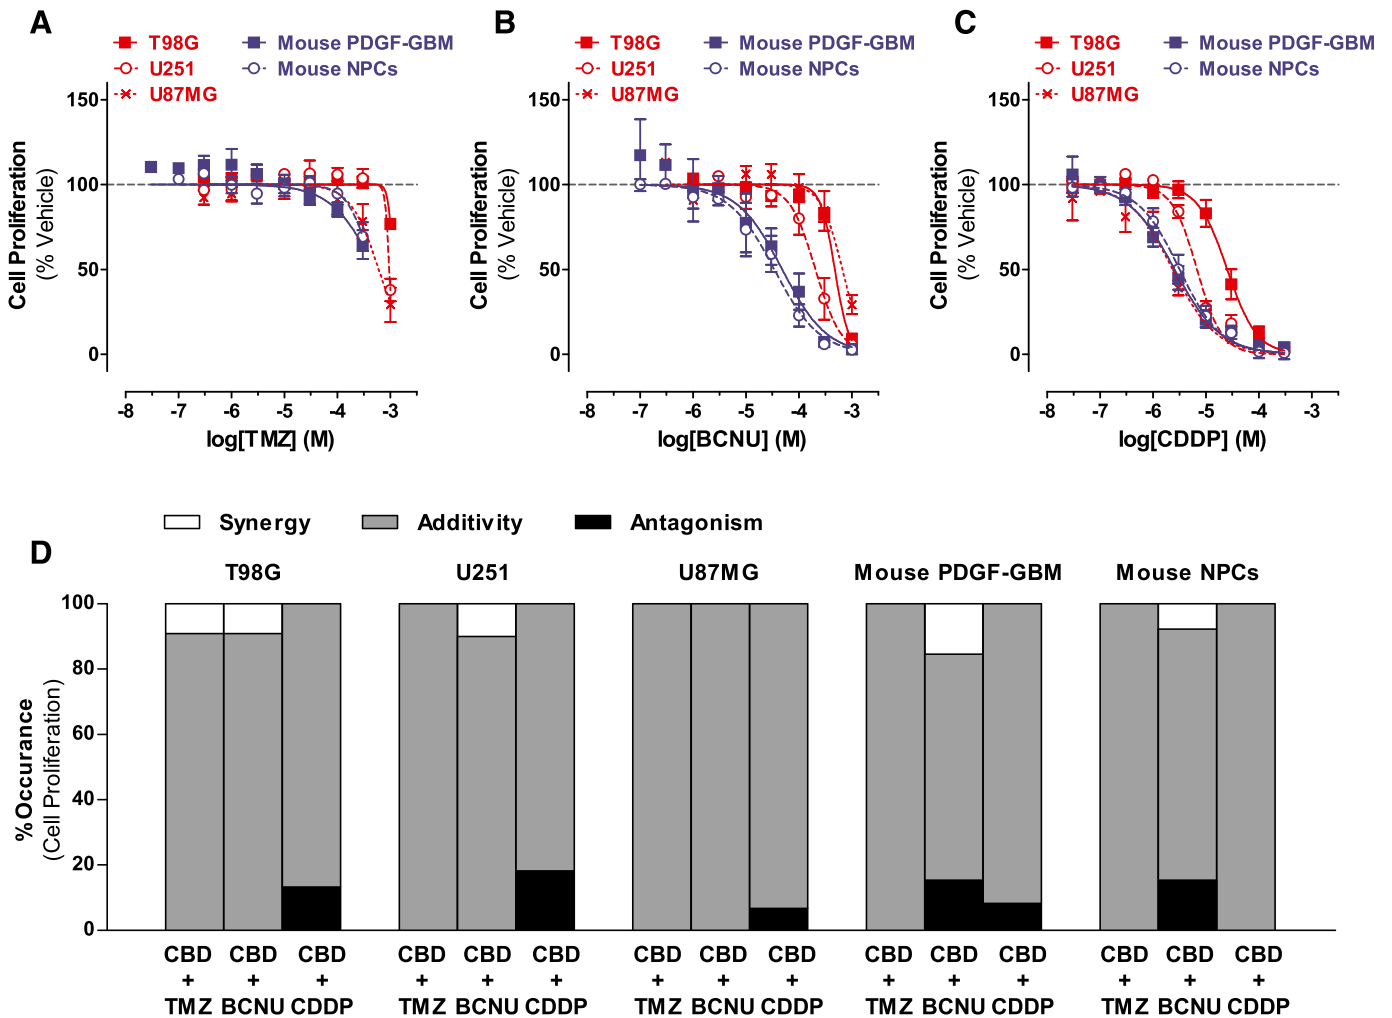 A
T98G
Mouse PDGF-GBM
U251
Mouse NPCs
U87MG
Cell Proliferation
(% Vehicle)
150
100
50
0
-8 -7 -6 -5 -4 -3
log[TMZ] (M)
B
T98G
Mouse PDGF-GBM
U251
Mouse NPCs
U87MG
Cell Proliferation
(% Vehicle)
150
100
50
0
-8 -7 -6 -5 -4 -3
log[BCNU] (M)
C
T98G
Mouse PDGF-GBM
U251
Mouse NPCs
U87MG
Cell Proliferation
(% Vehicle)
150
100
50
0
-8 -7 -6 -5 -4 -3
log[CDDP] (M)
Synergy Additivity Antagonism
D
T98G U251 U87MG Mouse PDGF-GBM Mouse NPCs
%Occurance
(Cell Proliferation)
100
80
60
40
20
0
CBD CBD CBD CBD CBD CBD CBD CBD CBD CBD CBD CBD CBD CBD CBD
+ + + + + + + + + + + + + + +
TMZ BCNU CDDP TMZ BCNU CDDP TMZ BCNU CDDP TMZ BCNU CDDP TMZ BCNU CDDP